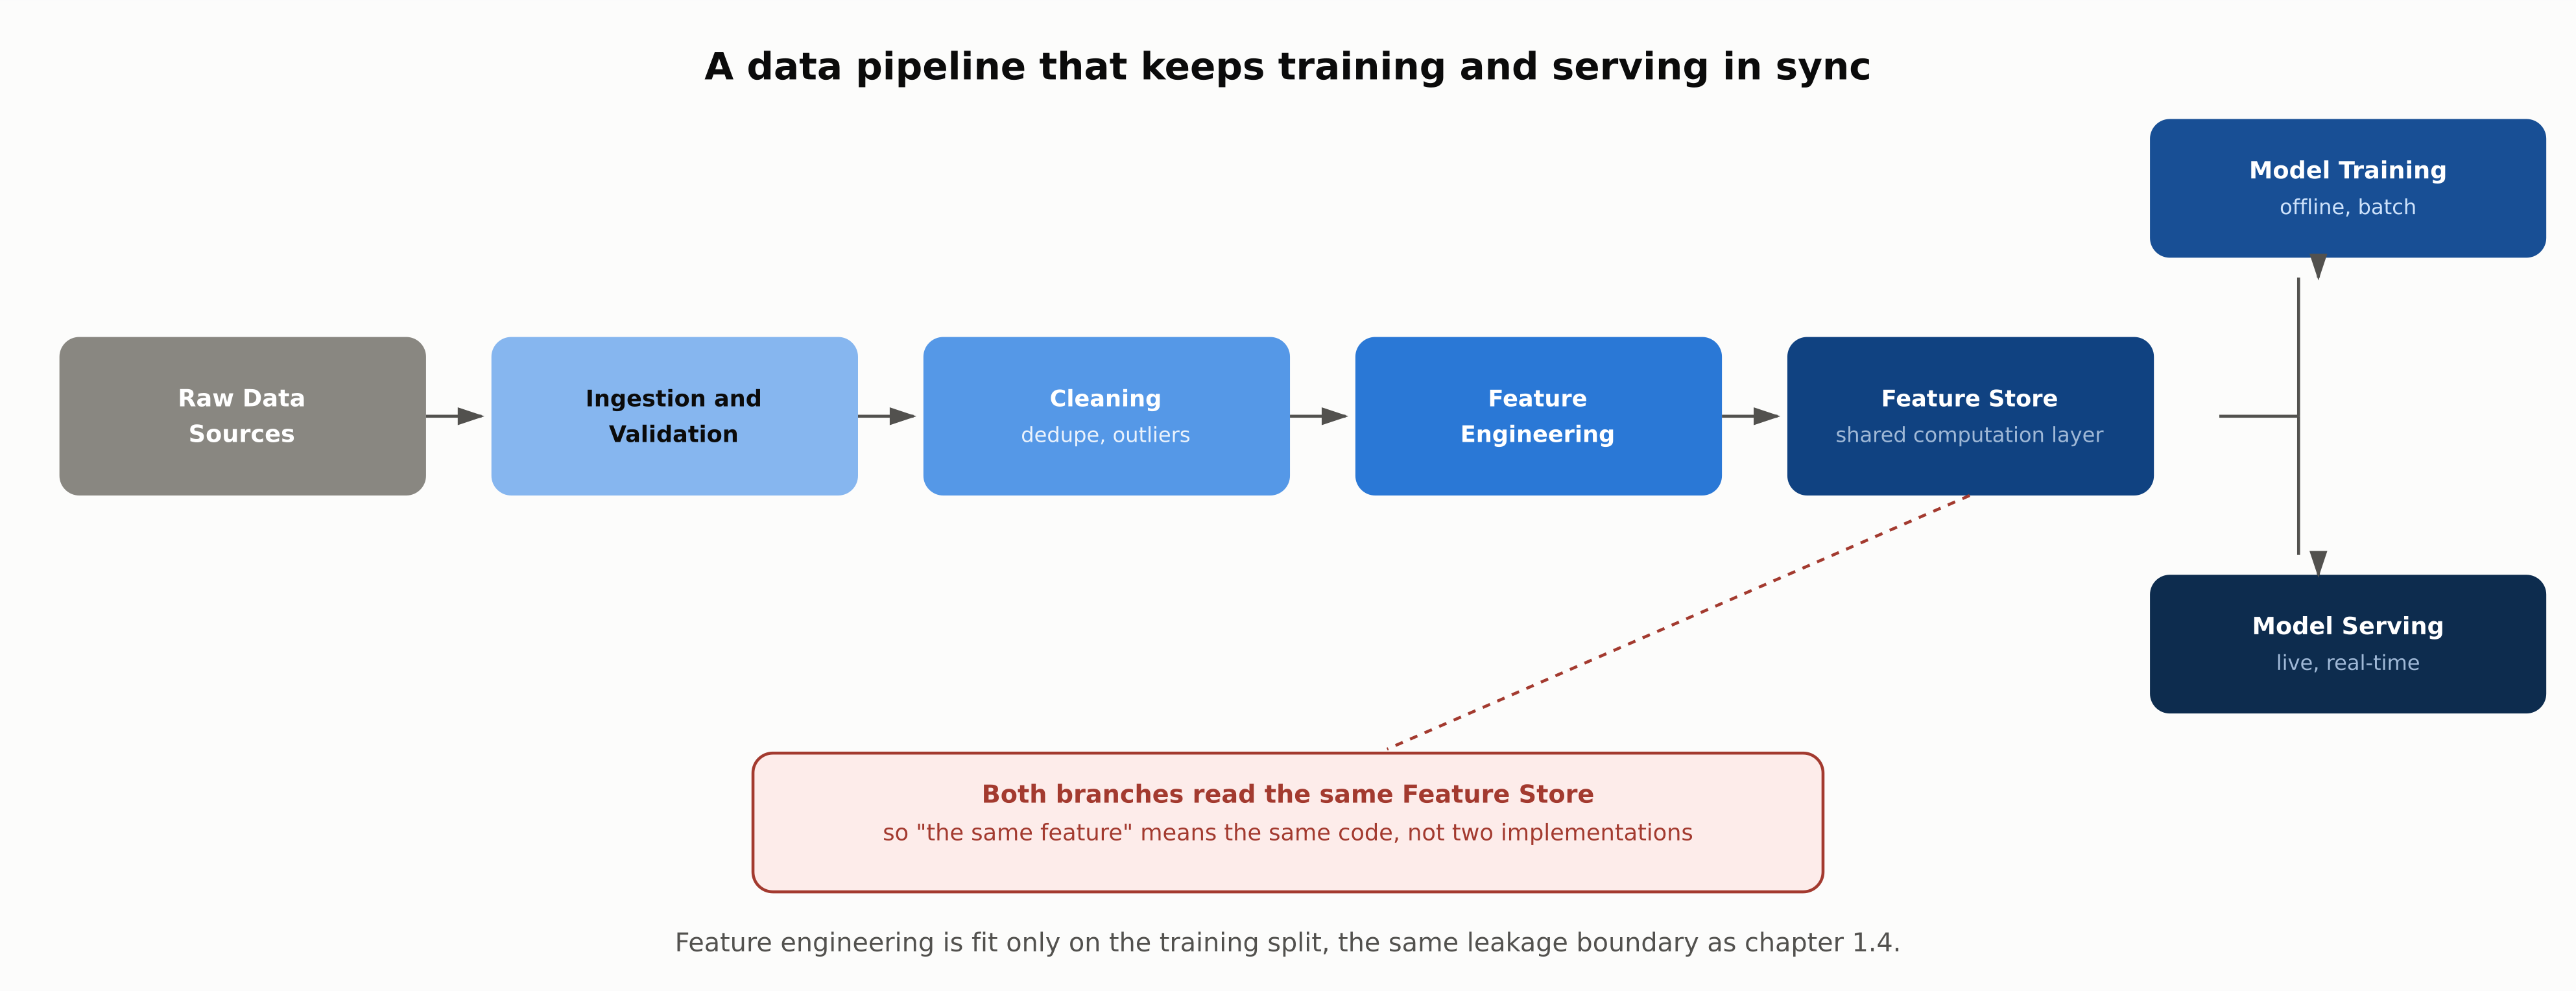 A data pipeline that keeps training and serving in sync
Model Training
offline, batch
Raw Data
Sources
Ingestion and
Validation
Cleaning
dedupe, outliers
Feature
Engineering
Feature Store
shared computation layer
Model Serving
live, real-time
Both branches read the same Feature Store
so "the same feature" means the same code, not two implementations
Feature engineering is fit only on the training split, the same leakage boundary as chapter 1.4.